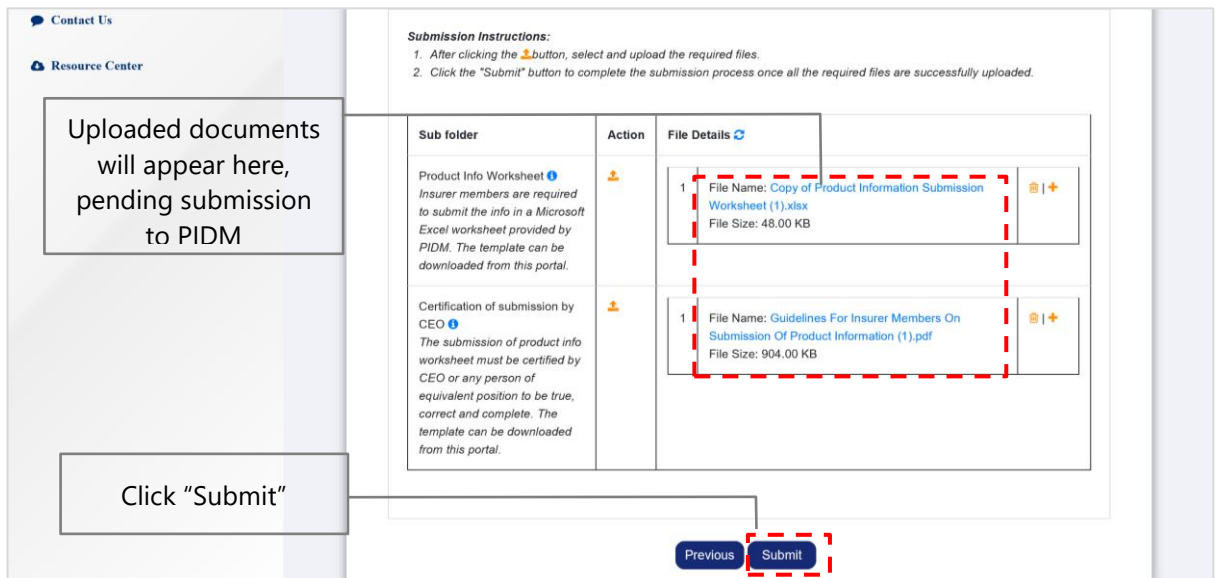 Contact Us
Resource Center
Submission Instructions:
1. After clicking the button, select and upload the required files.
2. Click the "Submit" button to complete the submission process once all the required files are successfully uploaded.
Uploaded documents
will appear here,
pending submission
to PIDM
Sub folder Action File Details
Product Info Worksheet
Insurer members are required
to submit the info in a Microsoft
Excel worksheet provided by
PIDM. The template can be
downloaded from this portal.
1 File Name: Copy of Product Information Submission
Worksheet (1).xlsx
File Size: 48.00 KB
|
Certification of submission by
CEO
The submission of product info
worksheet must be certified by
CEO or any person of
equivalent position to be true,
correct and complete. The
template can be downloaded
from this portal.
1 File Name: Guidelines For Insurer Members On
Submission Of Product Information (1).pdf
File Size: 904.00 KB
|
Click “Submit”
Previous Submit